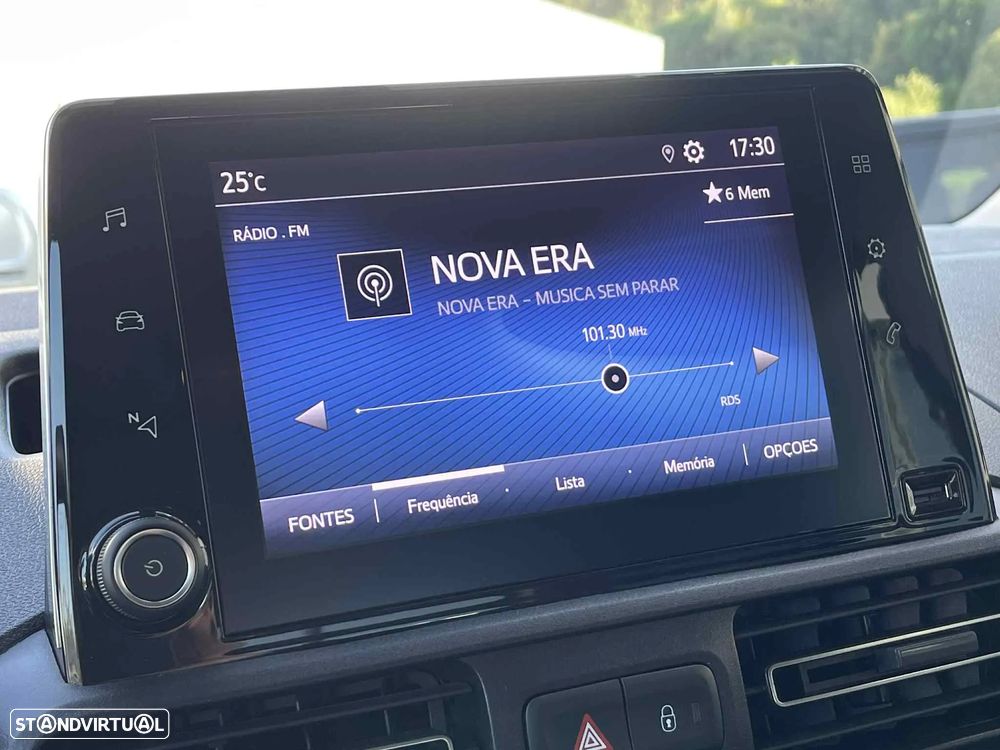 25°C
17:30
6 Mem
RÁDIO . FM
NOVA ERA
NOVA ERA - MUSICA SEM PARAR
101.30 MHz
RDS
FONTES
Frequência
Lista
Memória
OPÇOES
N
STANDVIRTUAL